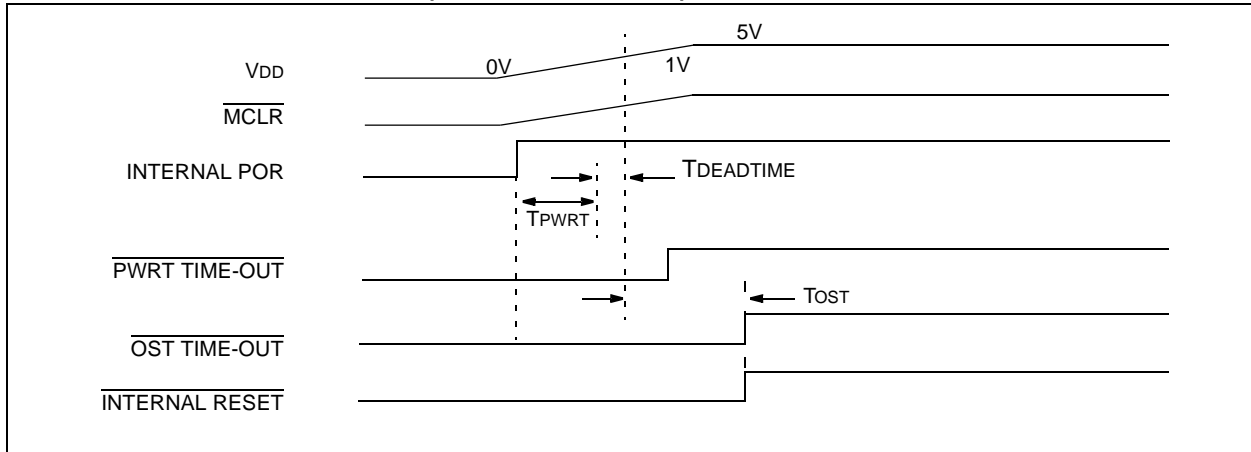 5V
VDD 0V 1V
MCLR
INTERNAL POR TDEADTIME
TPWRT
PWRT TIME-OUT
TOST
OST TIME-OUT
INTERNAL RESET